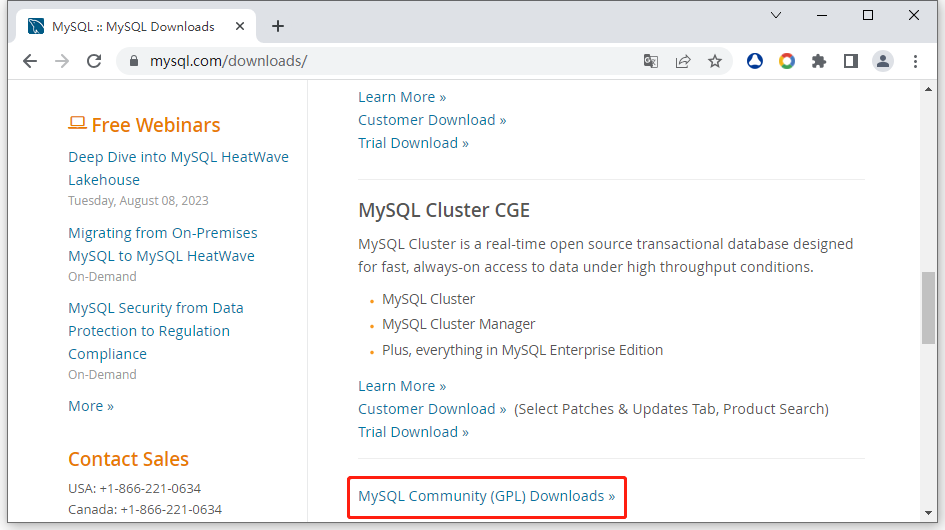 MySQL :: MySQL Downloads
mysql.com/downloads/
Free Webinars
Deep Dive into MySQL HeatWave
Lakehouse
Tuesday, August 08, 2023
Migrating from On-Premises
MySQL to MySQL HeatWave
On-Demand
MySQL Security from Data
Protection to Regulation
Compliance
On-Demand
More »
Contact Sales
USA: +1-866-221-0634
Canada: +1-866-221-0634
Learn More »
Customer Download »
Trial Download »
MySQL Cluster CGE
MySQL Cluster is a real-time open source transactional database designed
for fast, always-on access to data under high throughput conditions.
• MySQL Cluster
• MySQL Cluster Manager
• Plus, everything in MySQL Enterprise Edition
Learn More »
Customer Download » (Select Patches & Updates Tab, Product Search)
Trial Download »
MySQL Community (GPL) Downloads »